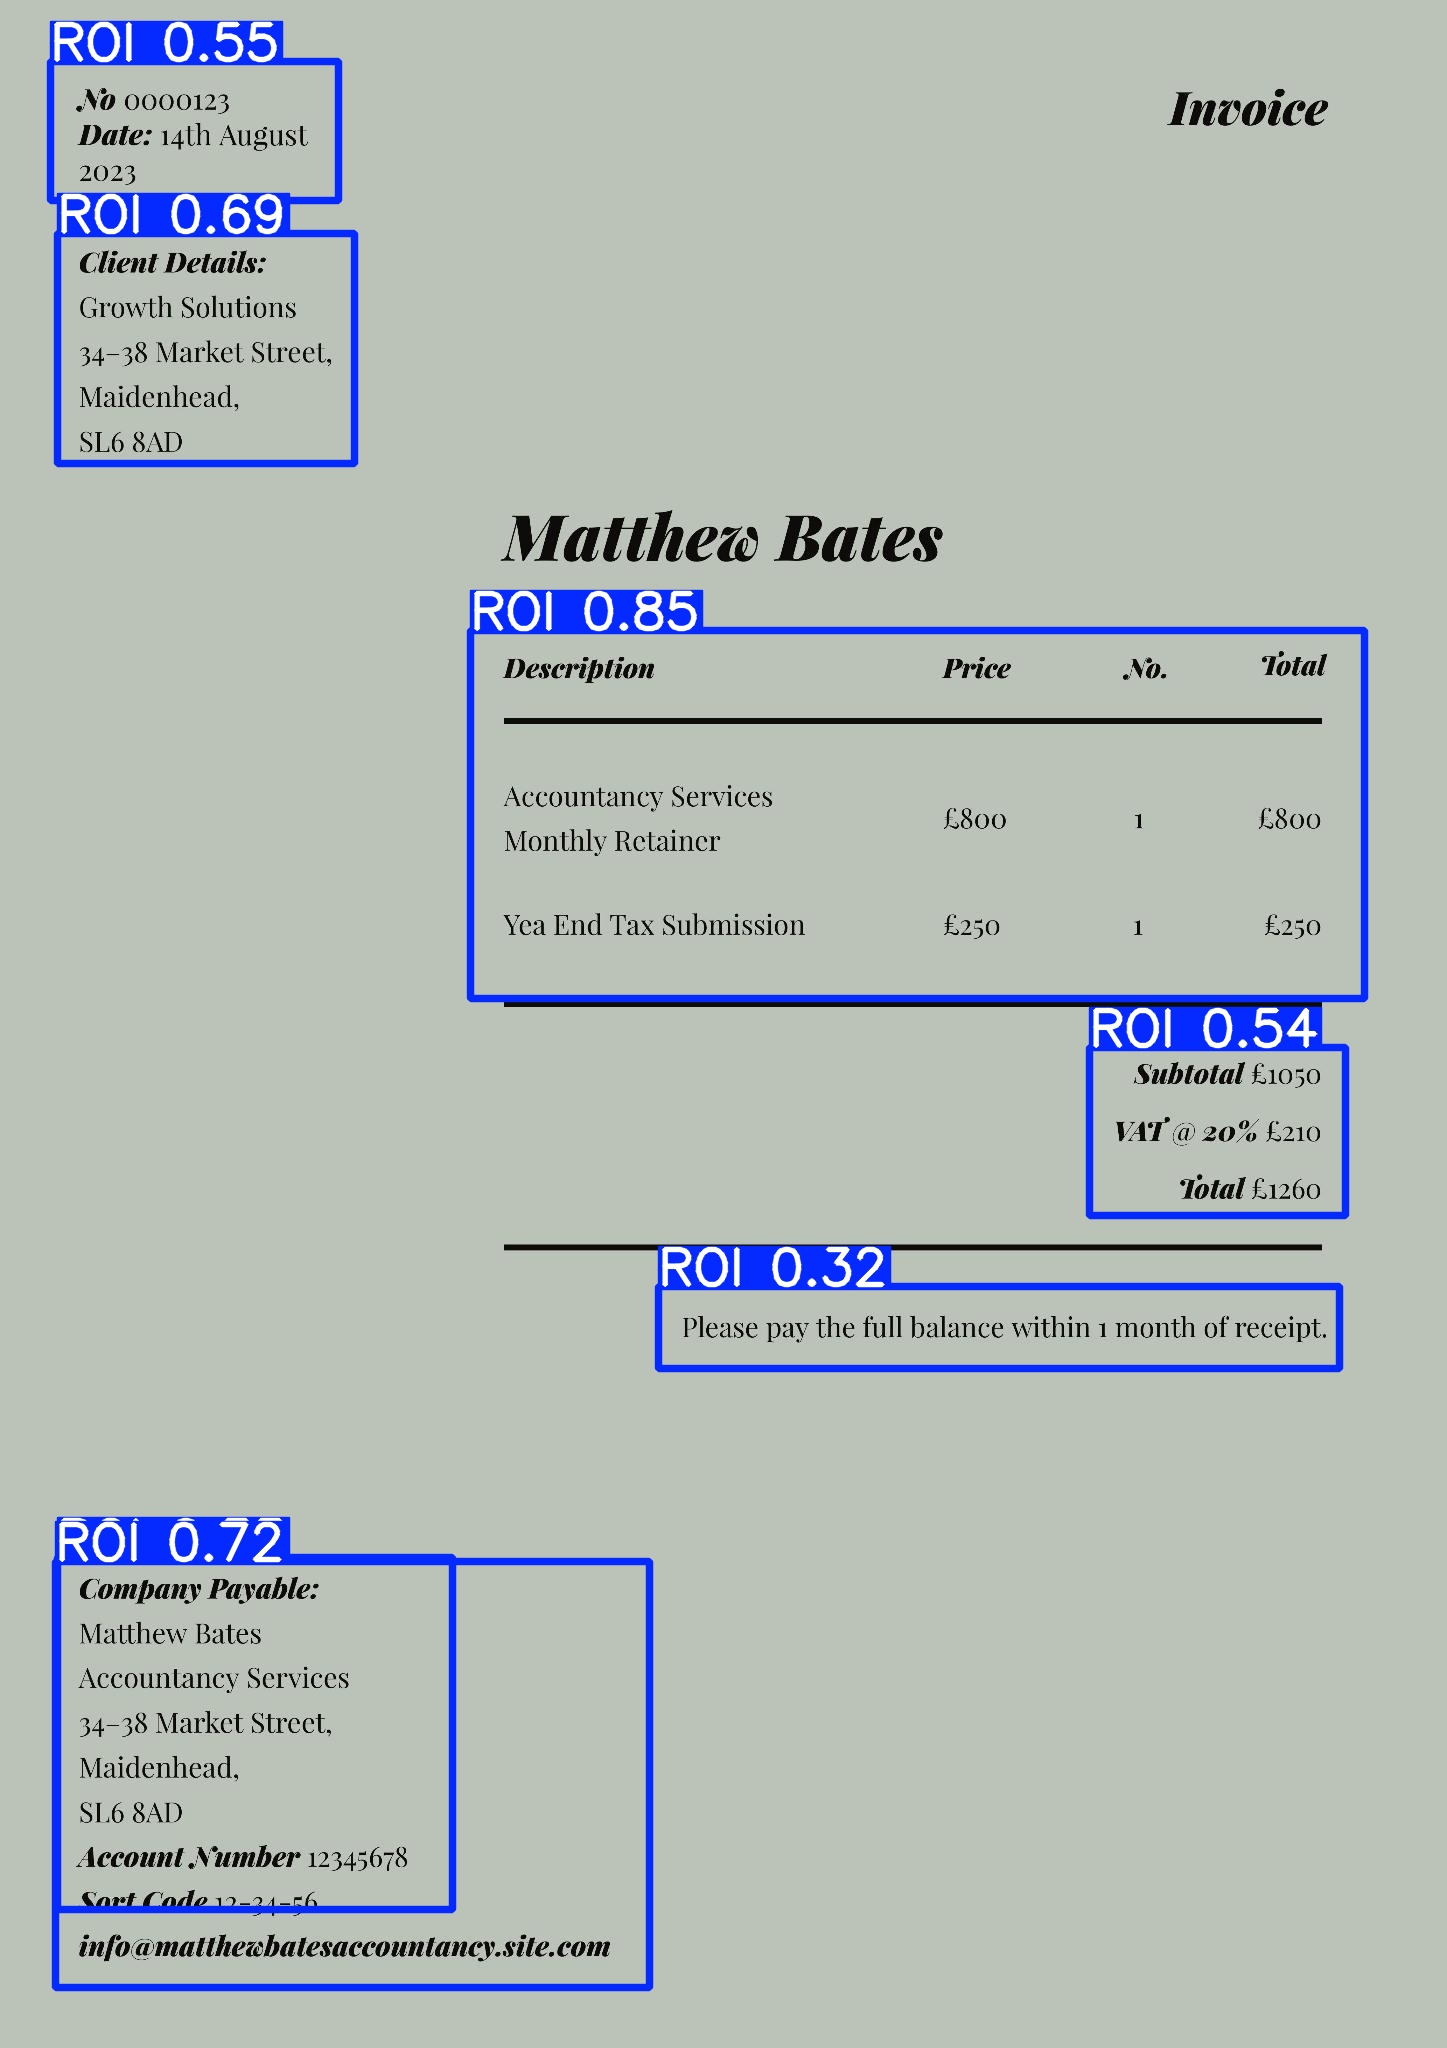 ROI 0.55
No 0000123
Date: 14th August
2023
Invoice
ROI 0.69
Client Details:
Growth Solutions
34–38 Market Street,
Maidenhead,
SL6 8AD
Matthew Bates
ROI 0.85
Description Price No. Total
Accountancy Services
Monthly Retainer £800 1 £800
Yea End Tax Submission £250 1 £250
ROI 0.54
Subtotal £1050
VAT @ 20% £210
Total £1260
ROI 0.32
Please pay the full balance within 1 month of receipt.
ROI 0.72
Company Payable:
Matthew Bates
Accountancy Services
34–38 Market Street,
Maidenhead,
SL6 8AD
Account Number 12345678
Sort Code 12-34-56
info@matthewbatesaccountancy.site.com